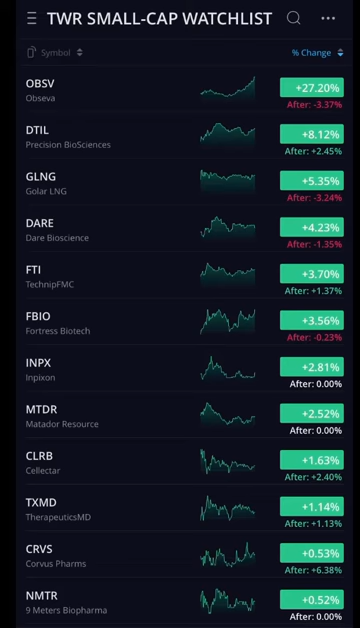 TWR SMALL-CAP WATCHLIST
Symbol % Change
OBSV +27.20%
Obseva After: -3.37%
DTIL +8.12%
Precision BioSciences After: +2.45%
GLNG +5.35%
Golar LNG After: -3.24%
DARE +4.23%
Dare Bioscience After: -1.35%
FTI +3.70%
TechnipFMC After: +1.37%
FBIO +3.56%
Fortress Biotech After: -0.23%
INPX +2.81%
Inpixon After: 0.00%
MTDR +2.52%
Matador Resource After: 0.00%
CLRB +1.63%
Cellectar After: +2.40%
TXMD +1.14%
TherapeuticsMD After: +1.13%
CRVS +0.53%
Corvus Pharms After: +6.38%
NMTR +0.52%
9 Meters Biopharma After: 0.00%